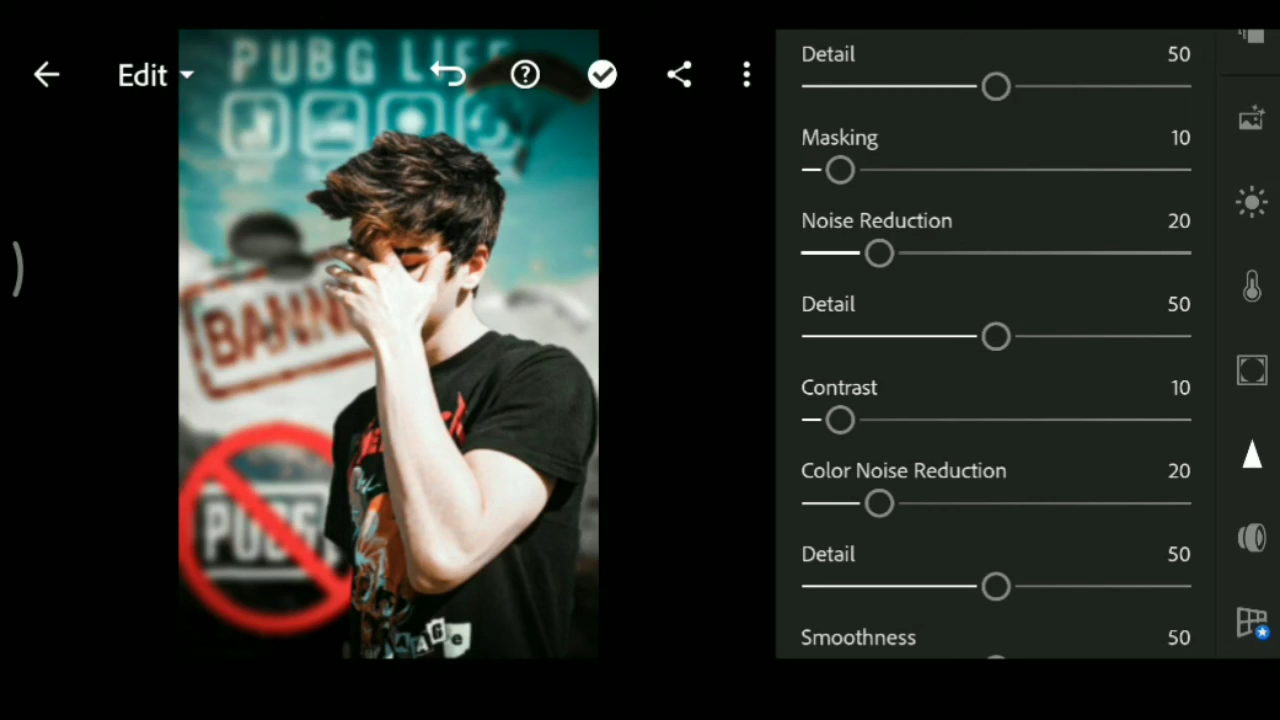 Edit
PUBG LIFE
BANN
PUBG
Detail 50
Masking 10
Noise Reduction 20
Detail 50
Contrast 10
Color Noise Reduction 20
Detail 50
Smoothness 50